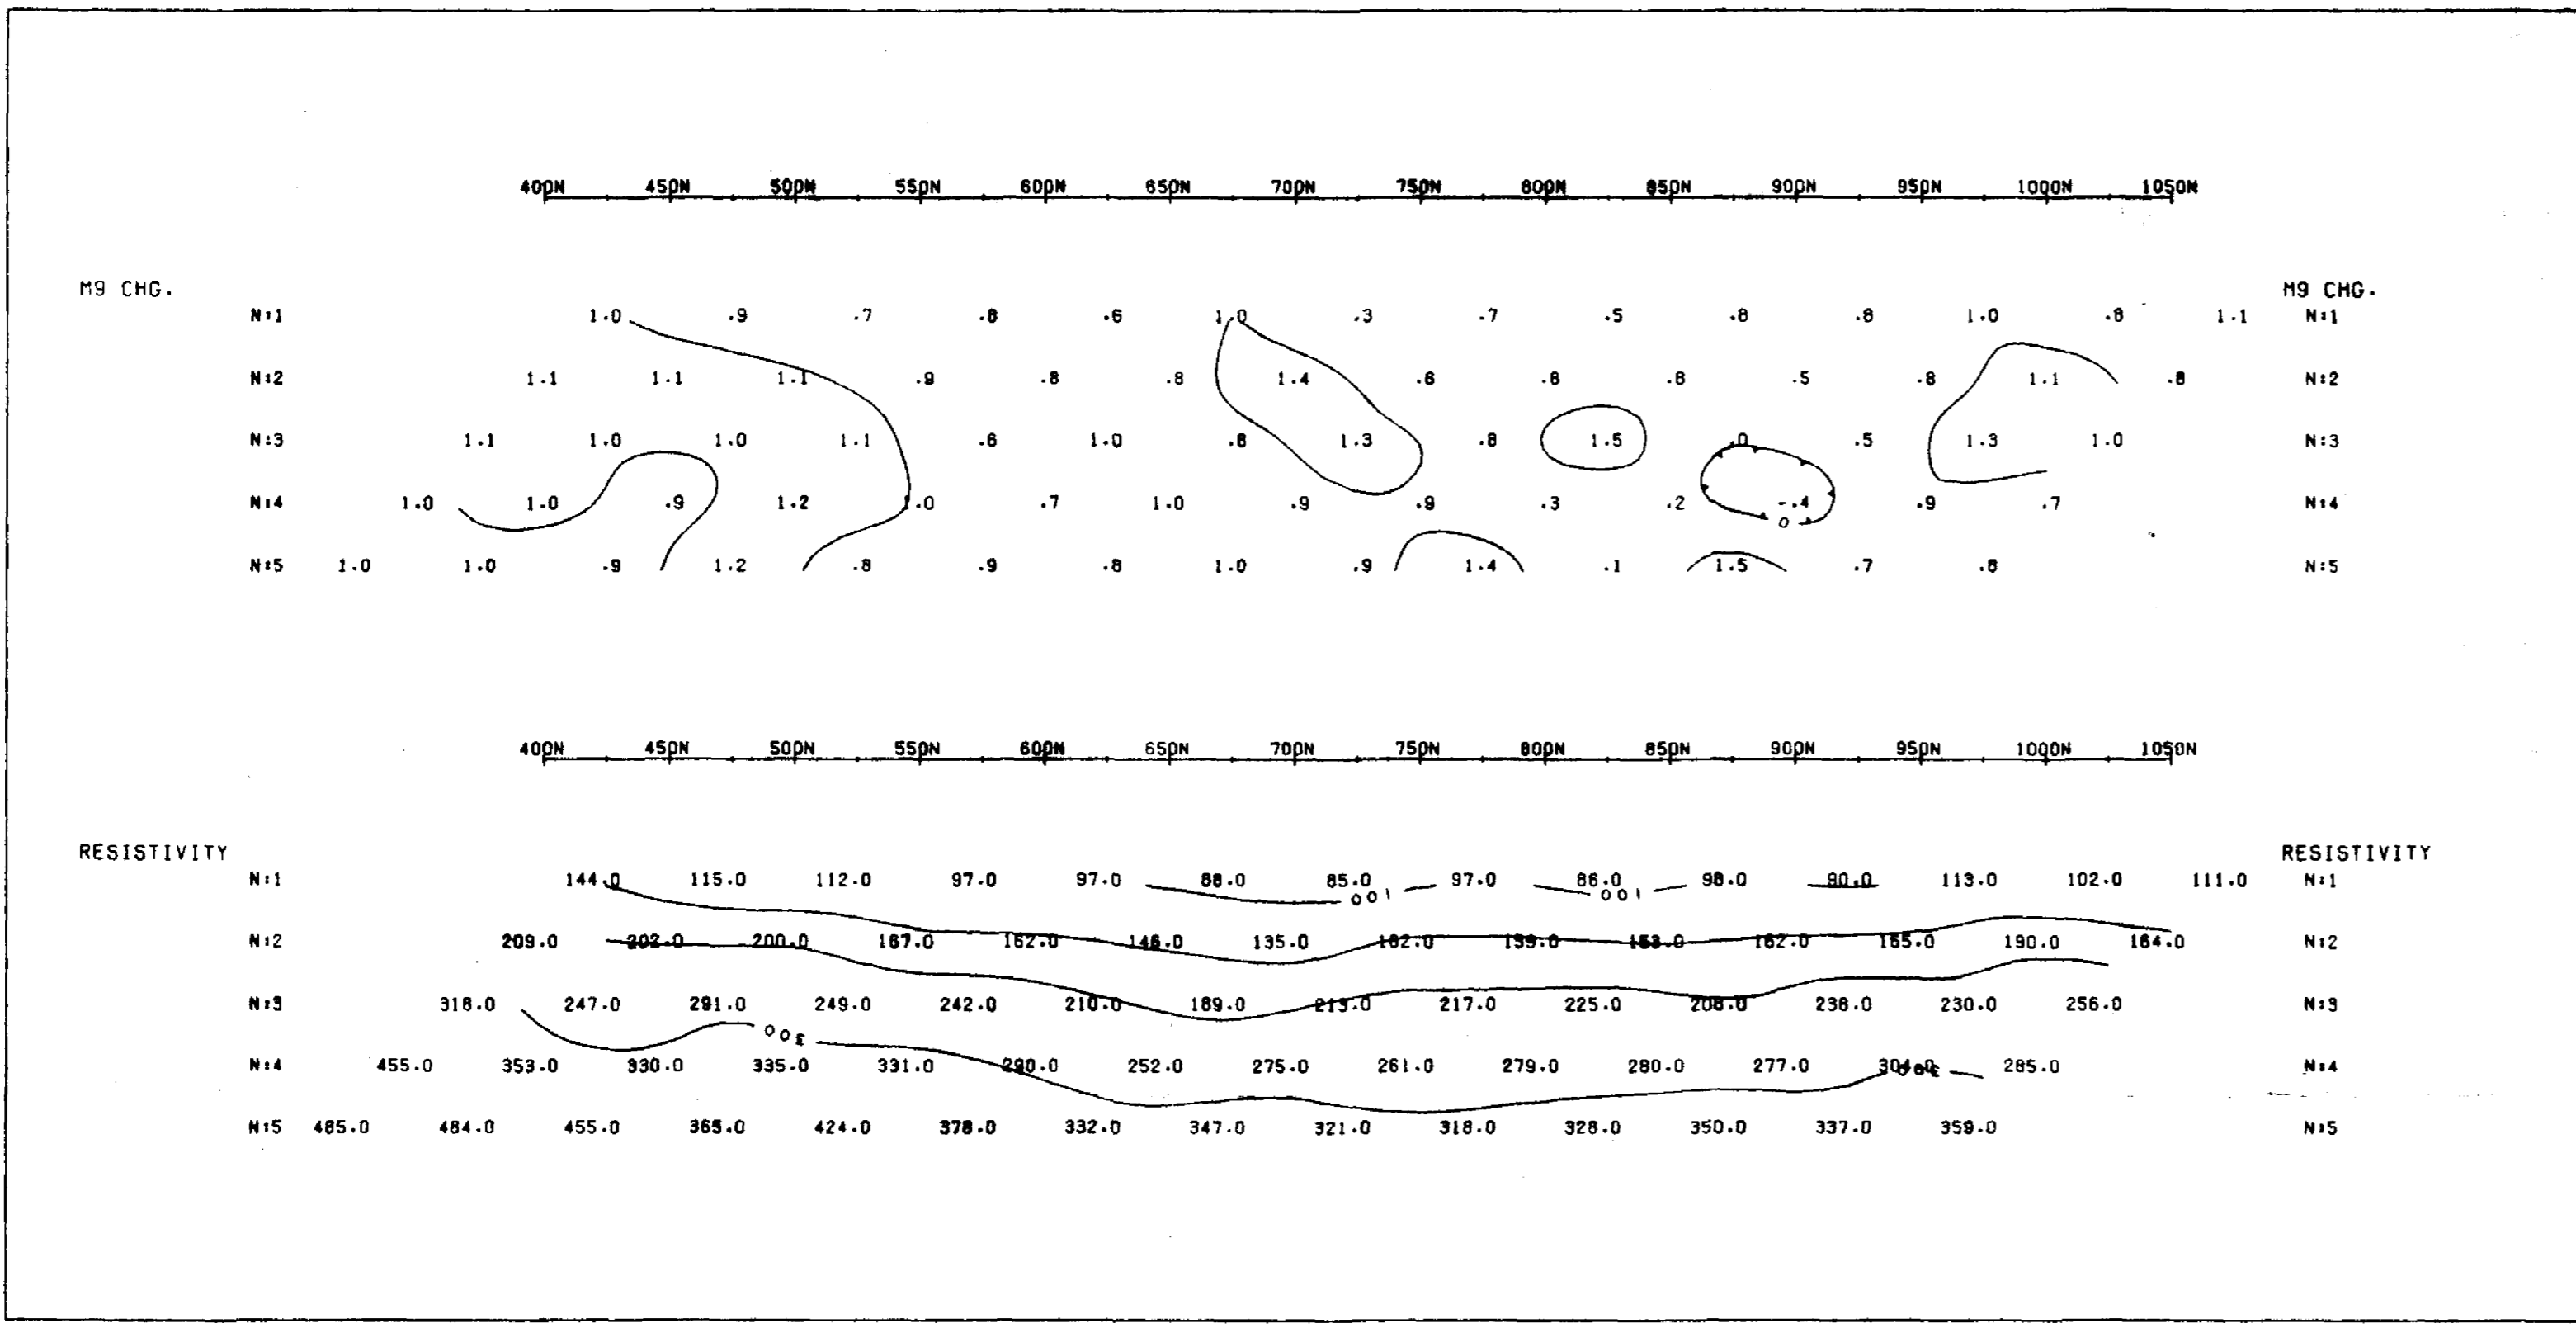 400N 450N 500N 550N 600N 650N 700N 750N 800N 850N 900N 950N 1000N 1050N
M9 CHG. M9 CHG.
N:1 1.0 .9 .7 .8 .6 1.0 .3 .7 .5 .8 .8 1.0 .8 1.1 N:1
N:2 1.1 1.1 1.1 .9 .8 .8 1.4 .6 .8 .5 .8 1.1 .8 N:2
N:3 1.1 1.0 1.0 1.1 .6 1.0 .8 1.3 .8 1.5 .0 .5 1.3 1.0 N:3
N:4 1.0 1.0 .9 1.2 1.0 .7 1.0 .9 .9 .3 .2 -.4 .9 .7 N:4
0
N:5 1.0 1.0 .9 1.2 .8 .9 .8 1.0 .9 1.4 .1 1.5 .7 .8 N:5
400N 450N 500N 550N 600N 650N 700N 750N 800N 850N 900N 950N 1000N 1050N
RESISTIVITY RESISTIVITY
N:1 144.0 115.0 112.0 97.0 97.0 88.0 85.0 97.0 86.0 98.0 90.0 113.0 102.0 111.0 N:1
100 100
N:2 209.0 202.0 200.0 167.0 162.0 146.0 135.0 162.0 159.0 153.0 162.0 165.0 190.0 164.0 N:2
N:3 318.0 247.0 291.0 249.0 242.0 210.0 189.0 213.0 217.0 225.0 208.0 238.0 230.0 256.0 N:3
300
N:4 455.0 353.0 330.0 335.0 331.0 290.0 252.0 275.0 261.0 279.0 280.0 277.0 304.0 285.0 N:4
300
N:5 485.0 484.0 455.0 365.0 424.0 378.0 332.0 347.0 321.0 318.0 328.0 350.0 337.0 359.0 N:5